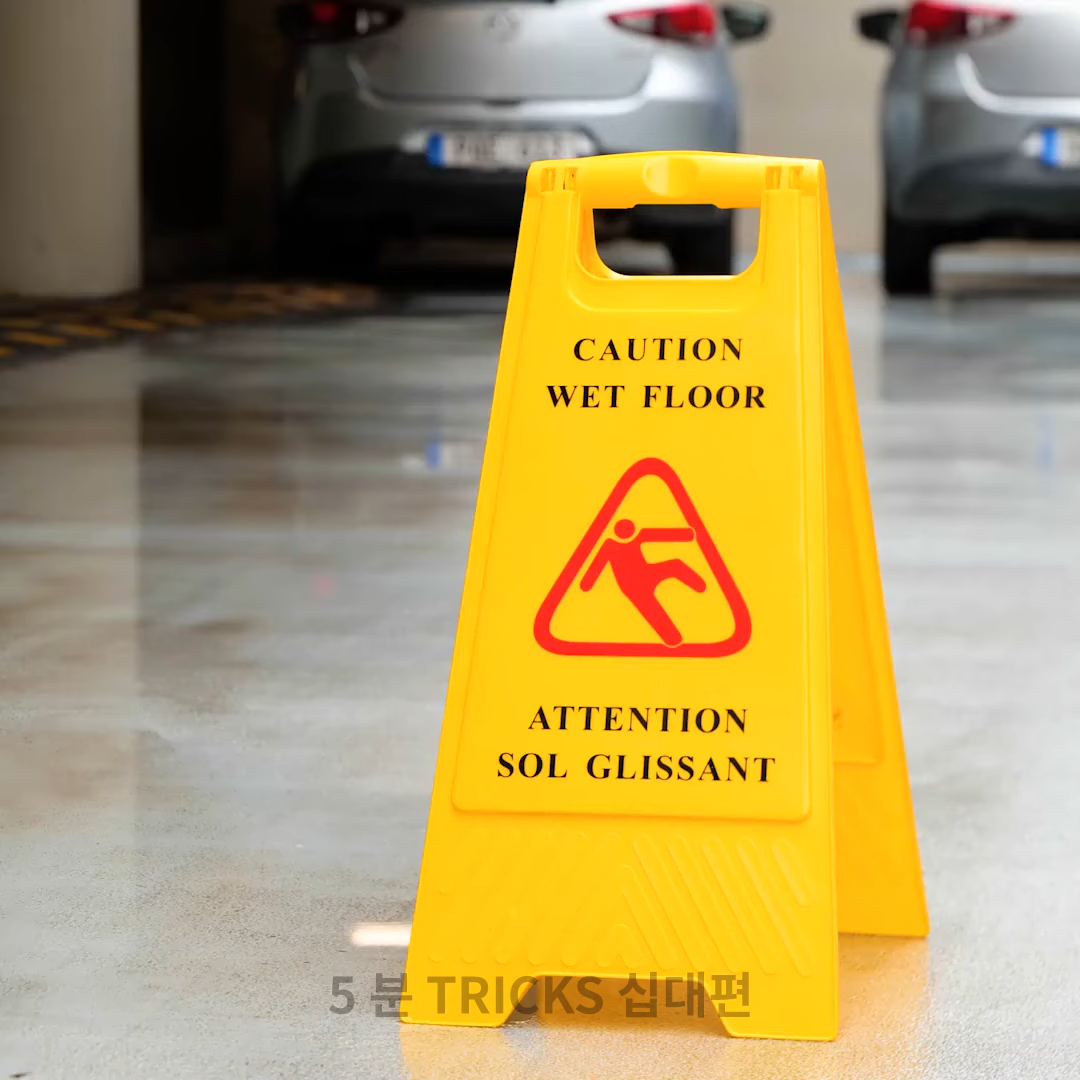 CAUTION
WET FLOOR
ATTENTION
SOL GLISSANT
5 분 TRICKS 십대편